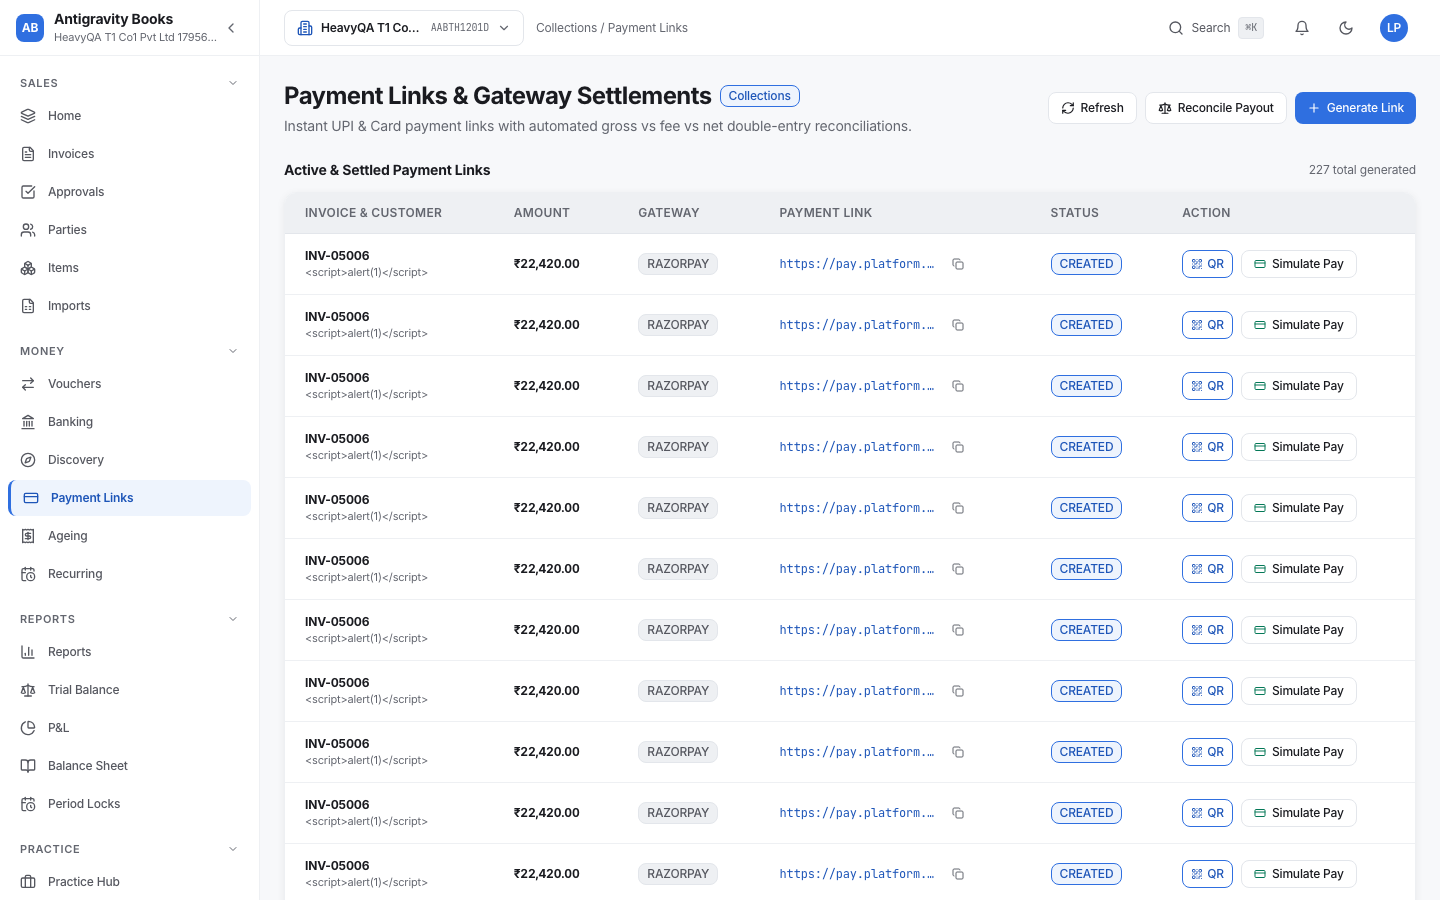 AB
Antigravity Books
HeavyQA T1 Co1 Pvt Ltd 17956...
HeavyQA T1 Co... AABTH1201D
Collections / Payment Links
Search ⌘K
LP
SALES
Home
Invoices
Approvals
Parties
Items
Imports
MONEY
Vouchers
Banking
Discovery
Payment Links
Ageing
Recurring
REPORTS
Reports
Trial Balance
P&L
Balance Sheet
Period Locks
PRACTICE
Practice Hub
Payment Links & Gateway Settlements Collections
Instant UPI & Card payment links with automated gross vs fee vs net double-entry reconciliations.
Refresh Reconcile Payout Generate Link
Active & Settled Payment Links 227 total generated
INVOICE & CUSTOMER AMOUNT GATEWAY PAYMENT LINK STATUS ACTION
INV-05006
<script>alert(1)</script> ₹22,420.00 RAZORPAY https://pay.platform.... CREATED QR Simulate Pay
INV-05006
<script>alert(1)</script> ₹22,420.00 RAZORPAY https://pay.platform.... CREATED QR Simulate Pay
INV-05006
<script>alert(1)</script> ₹22,420.00 RAZORPAY https://pay.platform.... CREATED QR Simulate Pay
INV-05006
<script>alert(1)</script> ₹22,420.00 RAZORPAY https://pay.platform.... CREATED QR Simulate Pay
INV-05006
<script>alert(1)</script> ₹22,420.00 RAZORPAY https://pay.platform.... CREATED QR Simulate Pay
INV-05006
<script>alert(1)</script> ₹22,420.00 RAZORPAY https://pay.platform.... CREATED QR Simulate Pay
INV-05006
<script>alert(1)</script> ₹22,420.00 RAZORPAY https://pay.platform.... CREATED QR Simulate Pay
INV-05006
<script>alert(1)</script> ₹22,420.00 RAZORPAY https://pay.platform.... CREATED QR Simulate Pay
INV-05006
<script>alert(1)</script> ₹22,420.00 RAZORPAY https://pay.platform.... CREATED QR Simulate Pay
INV-05006
<script>alert(1)</script> ₹22,420.00 RAZORPAY https://pay.platform.... CREATED QR Simulate Pay
INV-05006
<script>alert(1)</script> ₹22,420.00 RAZORPAY https://pay.platform.... CREATED QR Simulate Pay